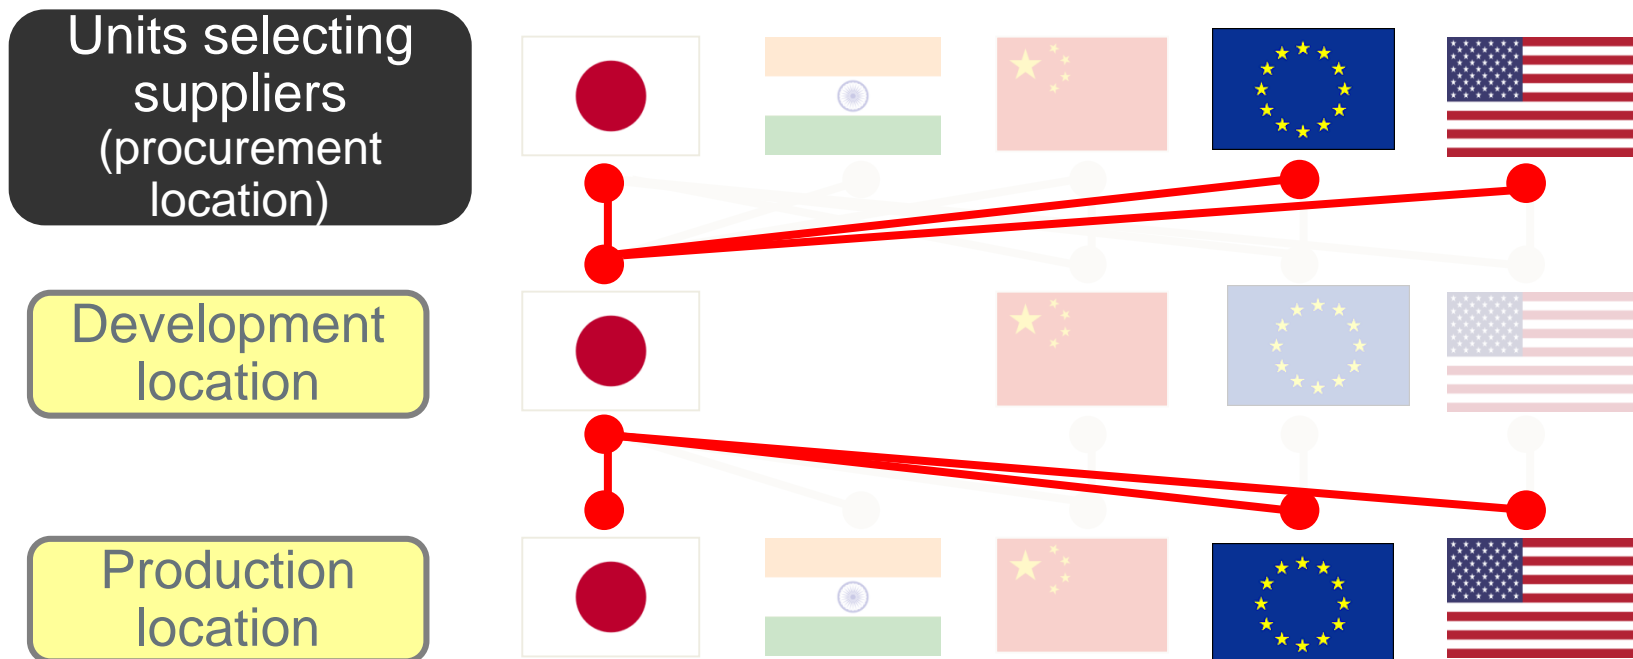 Units selecting
suppliers
(procurement
location)
Development
location
Production
location